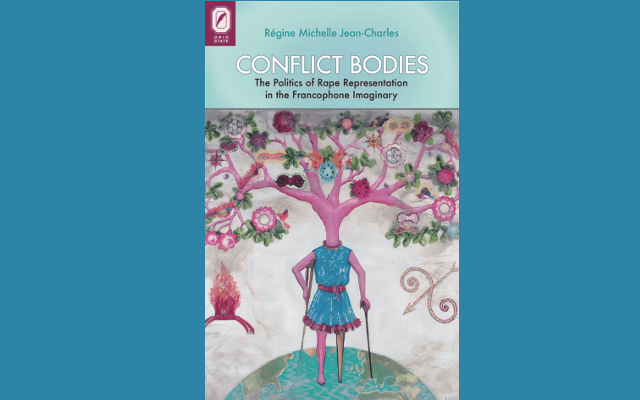 OHIO
STATE
Régine Michelle Jean-Charles
CONFLICT BODIES
The Politics of Rape Representation
in the Francophone Imaginary